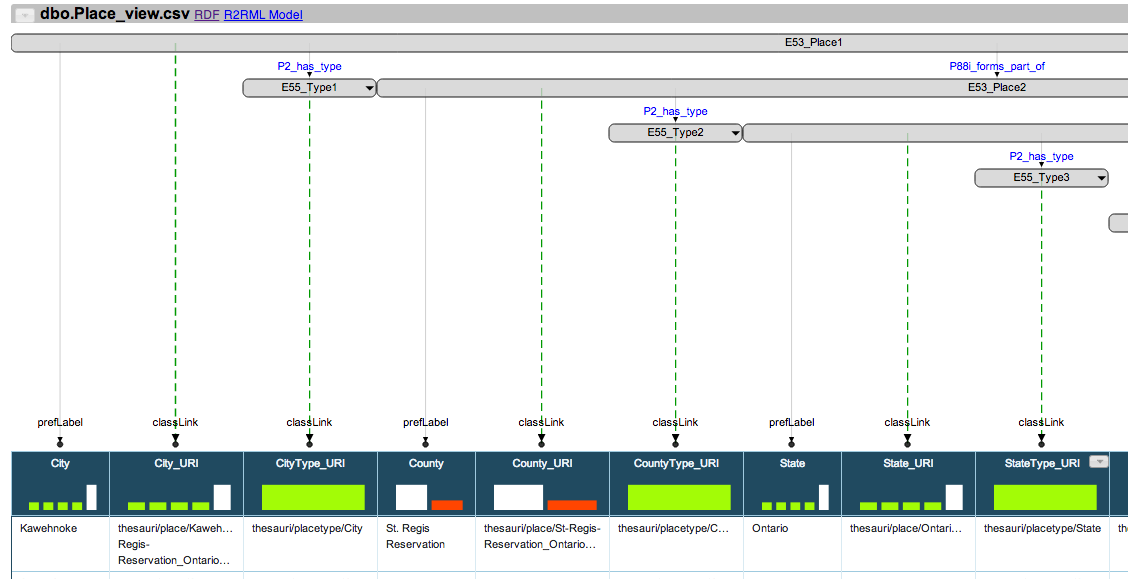 dbo.Place_view.csv RDF R2RML Model
E53_Place1
P2_has_type P88i_forms_part_of
E55_Type1 E53_Place2
P2_has_type
E55_Type2
P2_has_type
E55_Type3
prefLabel classLink classLink prefLabel classLink classLink prefLabel classLink classLink
City City_URI CityType_URI County County_URI CountyType_URI State State_URI StateType_URI
Kawehnoke thesauri/place/Kaweh... thesauri/placetype/City St. Regis thesauri/place/St-Regis- thesauri/placetype/C... Ontario thesauri/place/Ontari... thesauri/placetype/State the
Regis- Reservation Reservation_Ontario...
Reservation_Ontario...